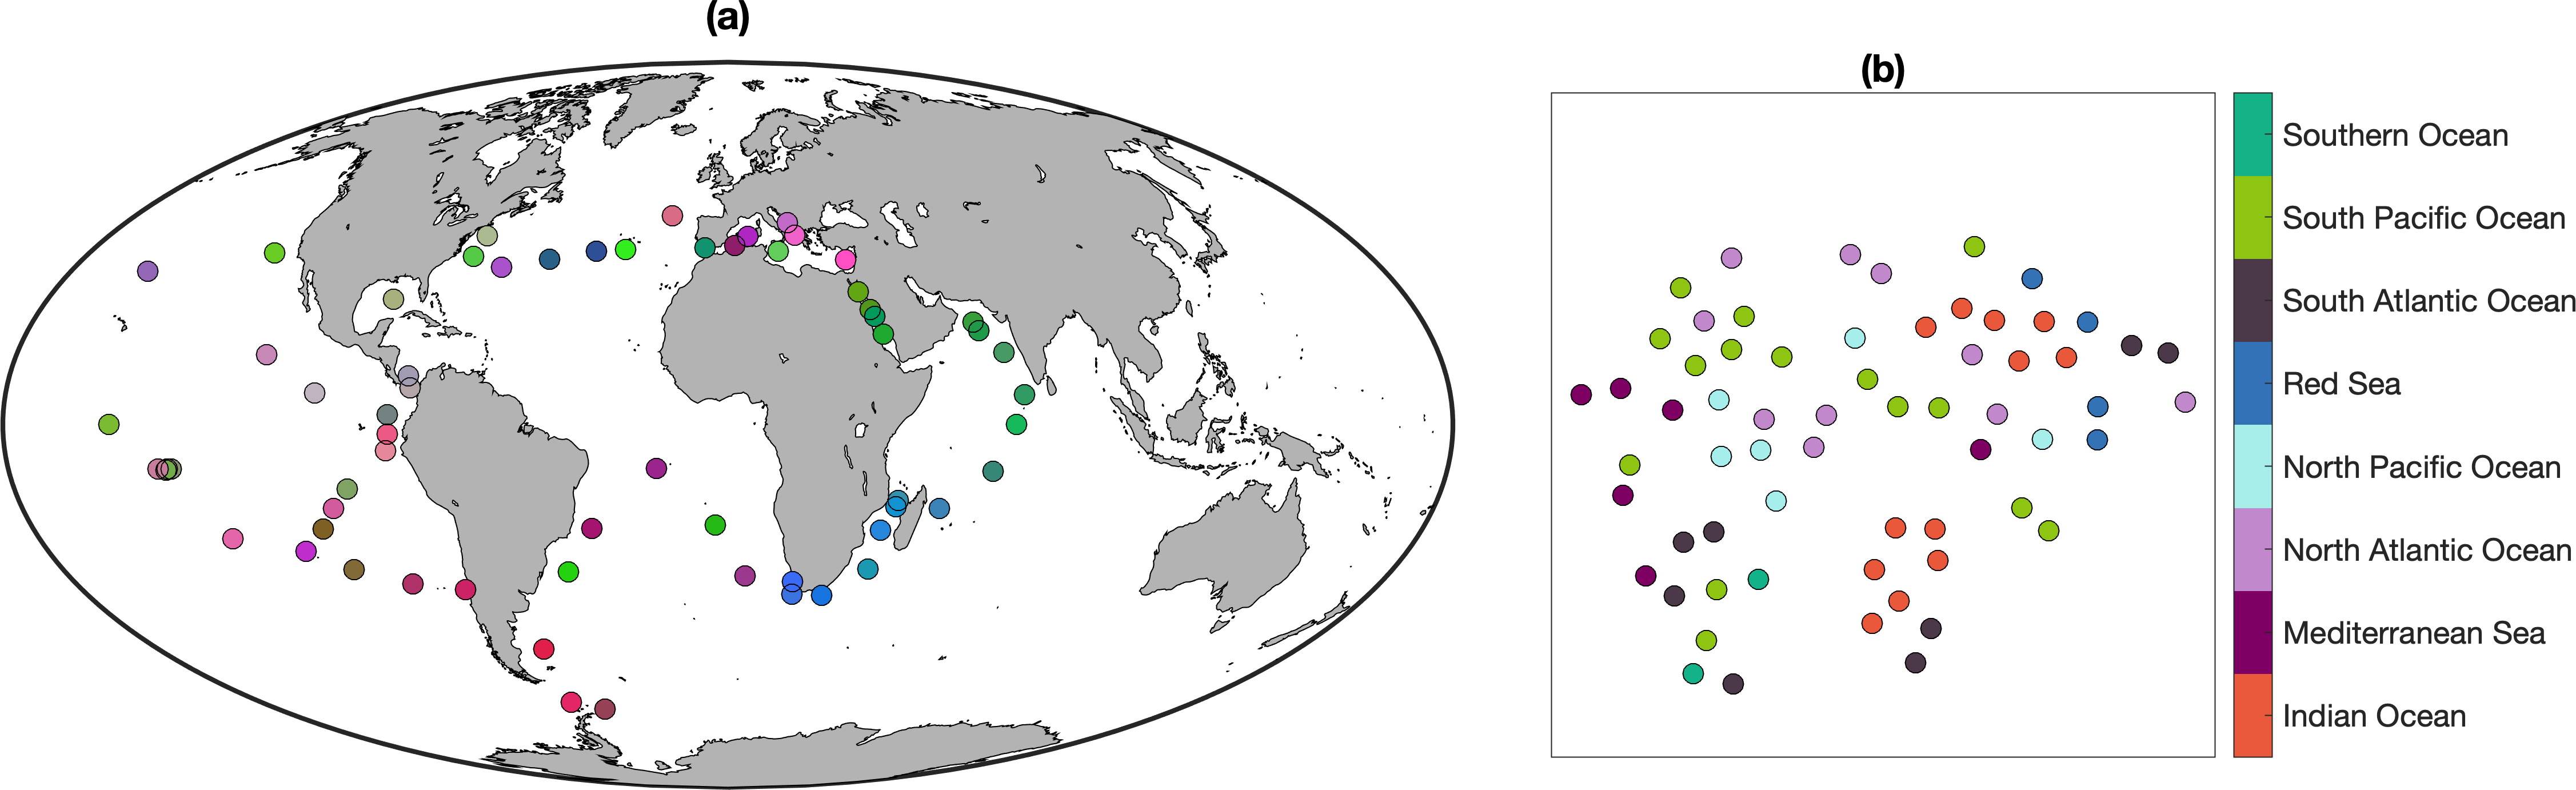 (a)
(b)
Southern Ocean
South Pacific Ocean
South Atlantic Ocean
Red Sea
North Pacific Ocean
North Atlantic Ocean
Mediterranean Sea
Indian Ocean